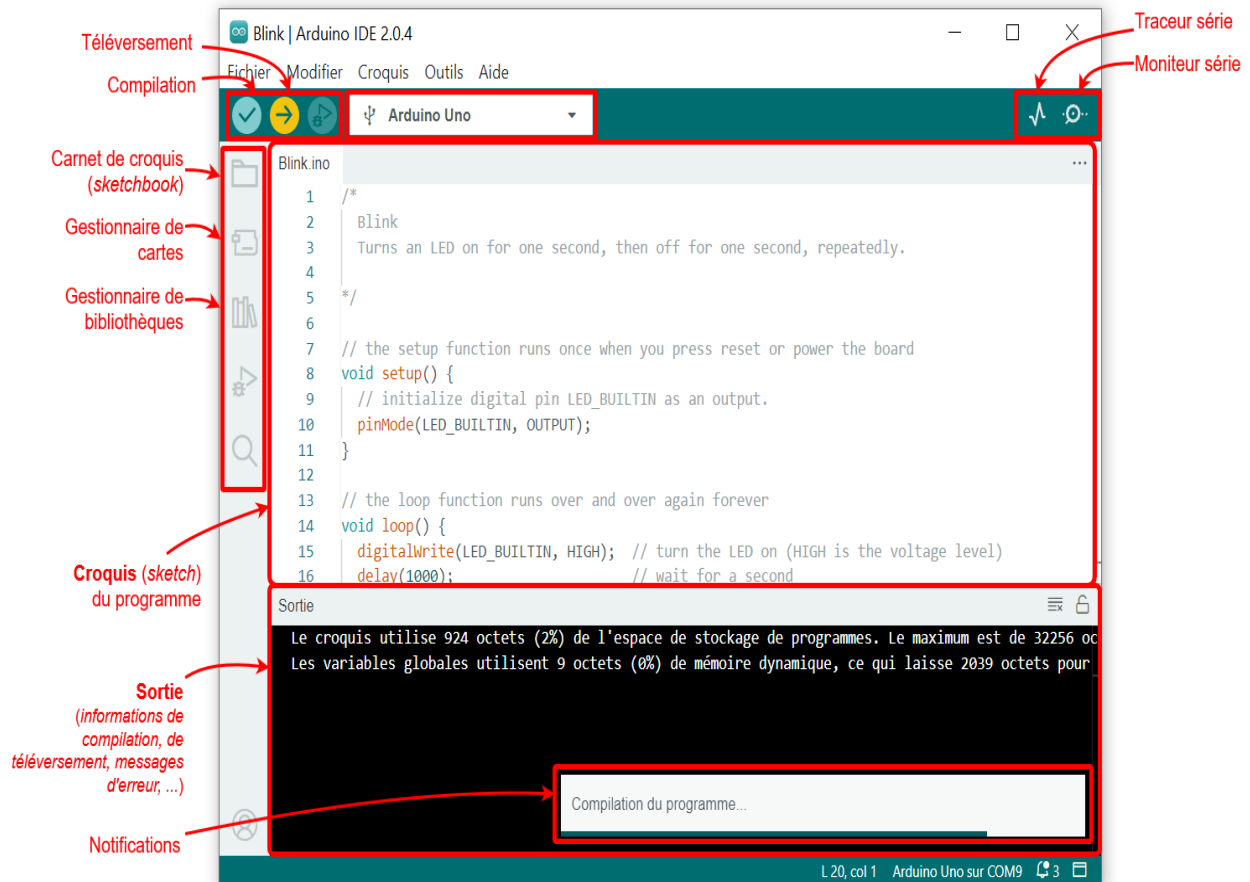 Blink | Arduino IDE 2.0.4
Fichier Modifier Croquis Outils Aide
Arduino Uno
Téléversement
Compilation
Traceur série
Moniteur série
Carnet de croquis
(sketchbook)
Gestionnaire de
cartes
Gestionnaire de
bibliothèques
Croquis (sketch)
du programme
Sortie
(informations de
compilation, de
téléversement, messages
d'erreur, ...)
Notifications
Blink.ino
1 /*
2 Blink
3 Turns an LED on for one second, then off for one second, repeatedly.
4
5 */
6
7 // the setup function runs once when you press reset or power the board
8 void setup() {
9 // initialize digital pin LED_BUILTIN as an output.
10 pinMode(LED_BUILTIN, OUTPUT);
11 }
12
13 // the loop function runs over and over again forever
14 void loop() {
15 digitalWrite(LED_BUILTIN, HIGH); // turn the LED on (HIGH is the voltage level)
16 delay(1000); // wait for a second
Sortie
Le croquis utilise 924 octets (2%) de l'espace de stockage de programmes. Le maximum est de 32256 oc
Les variables globales utilisent 9 octets (0%) de mémoire dynamique, ce qui laisse 2039 octets pour
Compilation du programme...
L 20, col 1 Arduino Uno sur COM9 3